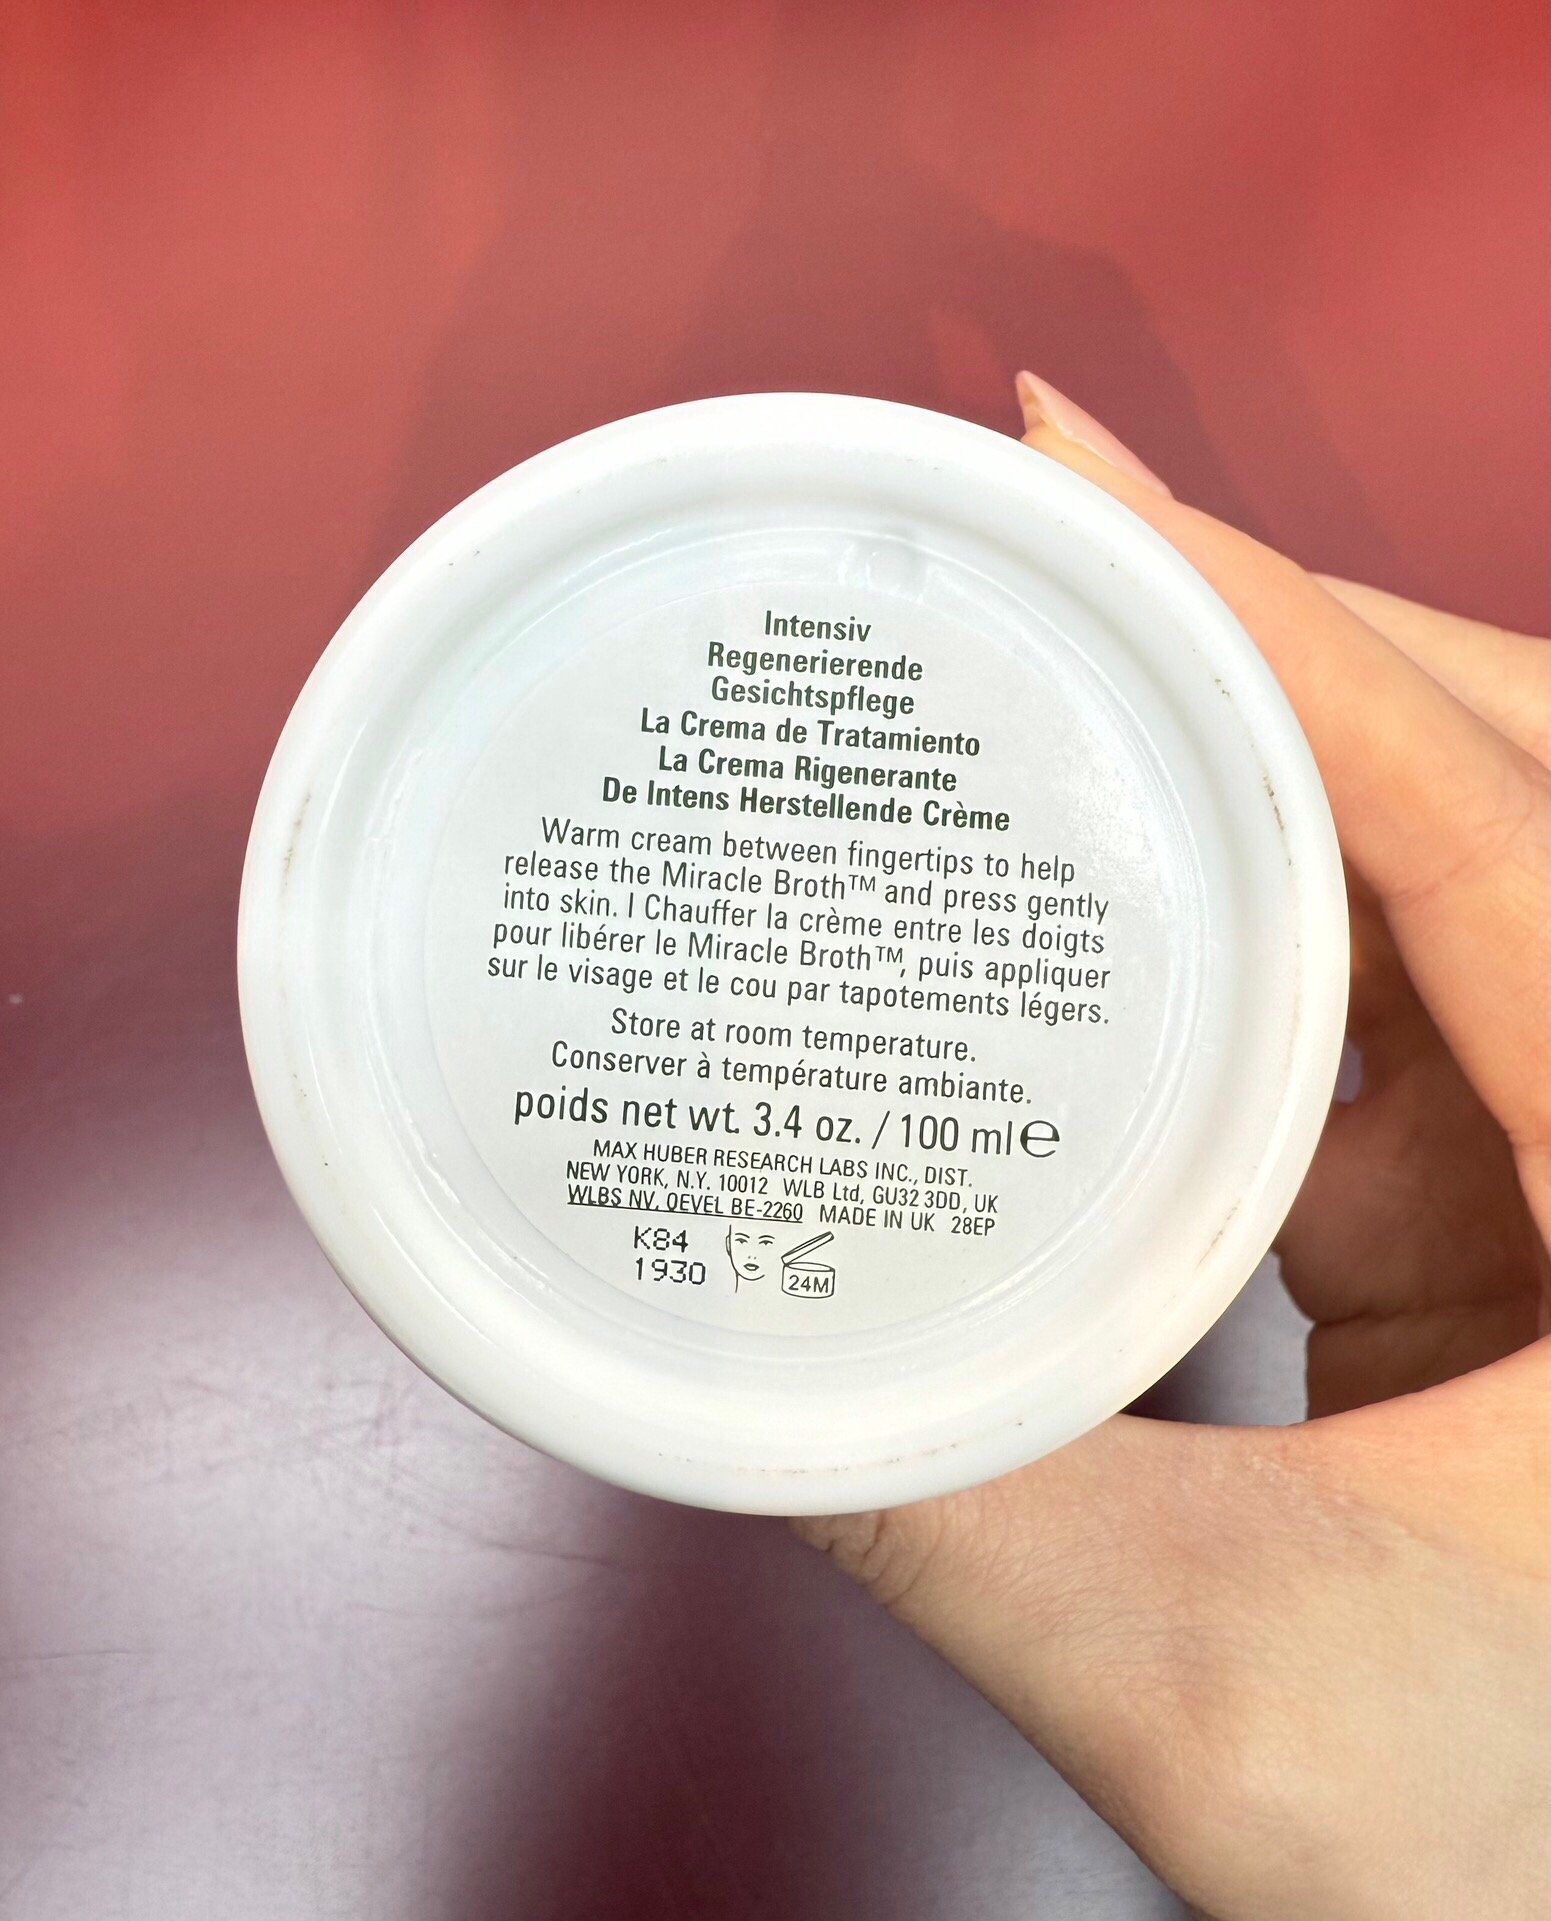 Intensiv
Regenerierende
Gesichtspflege
La Crema de Tratamiento
La Crema Rigenerante
De Intens Herstellende Crème
Warm cream between fingertips to help
release the Miracle Broth™ and press gently
into skin. I Chauffer la crème entre les doigts
pour libérer le Miracle Broth™, puis appliquer
sur le visage et le cou par tapotements légers.
Store at room temperature.
Conserver à température ambiante.
poids net wt. 3.4 oz. / 100 ml e
MAX HUBER RESEARCH LABS INC., DIST.
NEW YORK, N.Y. 10012 WLB Ltd, GU32 3DD, UK
WLBS NV, OEVEL BE-2260 MADE IN UK 28EP
K84
1930
24M